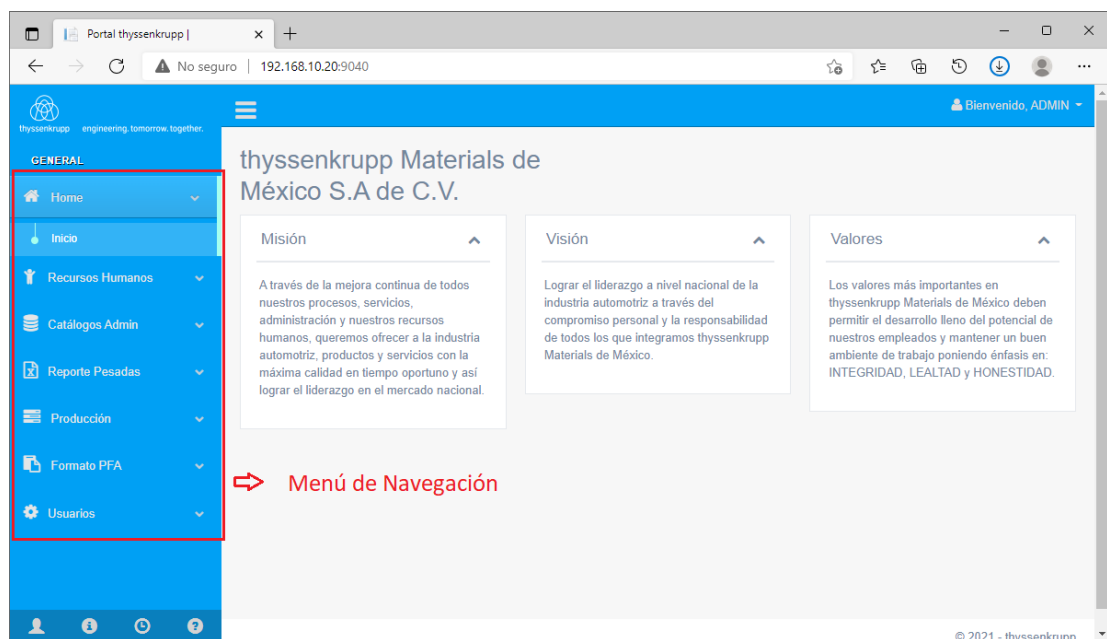 Portal thyssenkrupp |
No seguro | 192.168.10.20:9040
thyssenkrupp engineering. tomorrow. together.
Bienvenido, ADMIN
GENERAL
Home
Inicio
Recursos Humanos
Catálogos Admin
Reporte Pesadas
Producción
Formato PFA
Usuarios
thyssenkrupp Materials de
México S.A de C.V.
Misión
A través de la mejora continua de todos
nuestros procesos, servicios,
administración y nuestros recursos
humanos, queremos ofrecer a la industria
automotriz, productos y servicios con la
máxima calidad en tiempo oportuno y así
lograr el liderazgo en el mercado nacional.
Visión
Lograr el liderazgo a nivel nacional de la
industria automotriz a través del
compromiso personal y la responsabilidad
de todos los que integramos thyssenkrupp
Materials de México.
Valores
Los valores más importantes en
thyssenkrupp Materials de México deben
permitir el desarrollo lleno del potencial de
nuestros empleados y mantener un buen
ambiente de trabajo poniendo énfasis en:
INTEGRIDAD, LEALTAD y HONESTIDAD.
Menú de Navegación
© 2021 - thyssenkrupp